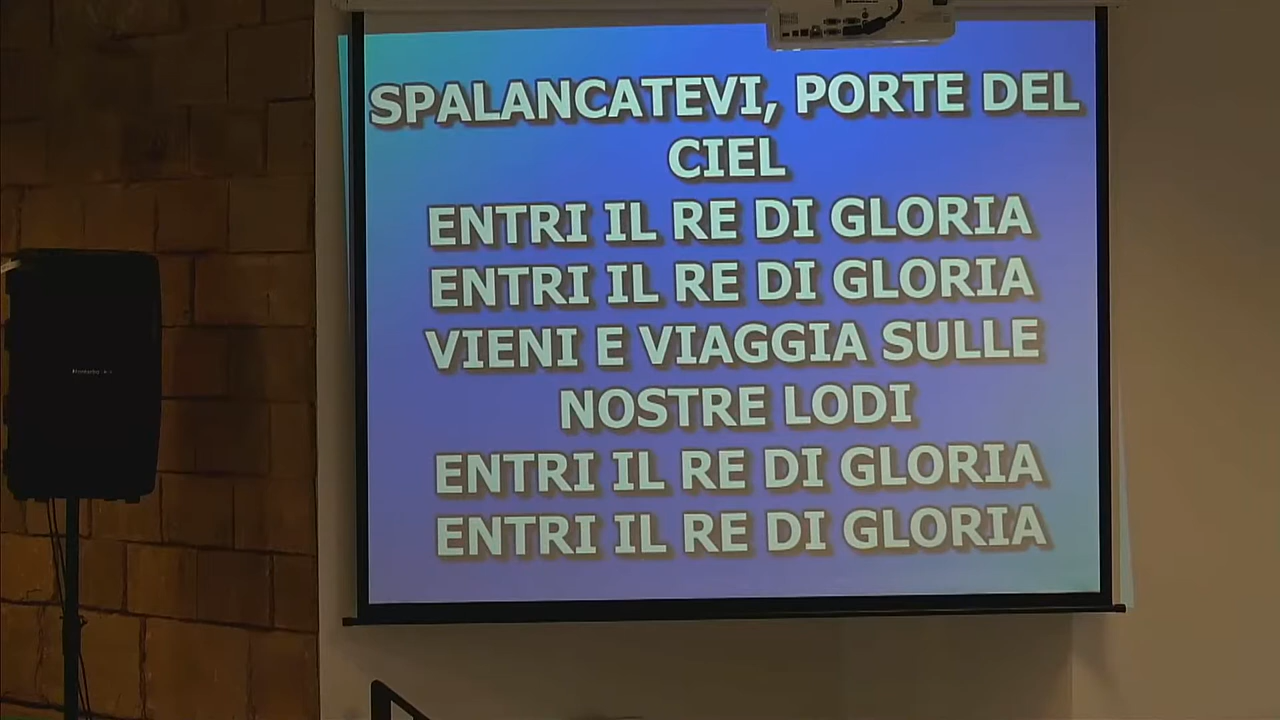 SPALANCATEVI, PORTE DEL
CIEL
ENTRI IL RE DI GLORIA
ENTRI IL RE DI GLORIA
VIENI E VIAGGIA SULLE
NOSTRE LODI
ENTRI IL RE DI GLORIA
ENTRI IL RE DI GLORIA